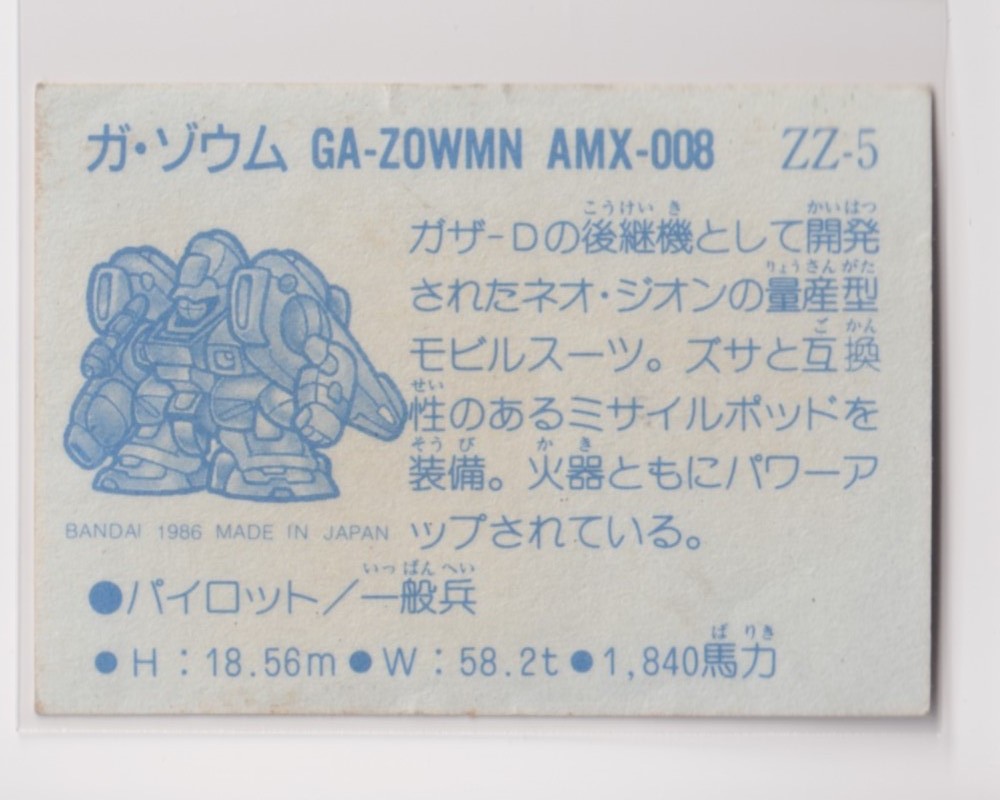 ガ・ゾウム GA-ZOWMN AMX-008 ZZ-5
ガザ-Dの後継機として開発
されたネオ・ジオンの量産型
モビルスーツ。ズサと互換
性のあるミサイルポッドを
装備。火器ともにパワーア
ップされている。
BANDAI 1986 MADE IN JAPAN
●パイロット/一般兵
●H:18.56m●W:58.2t●1,840馬力